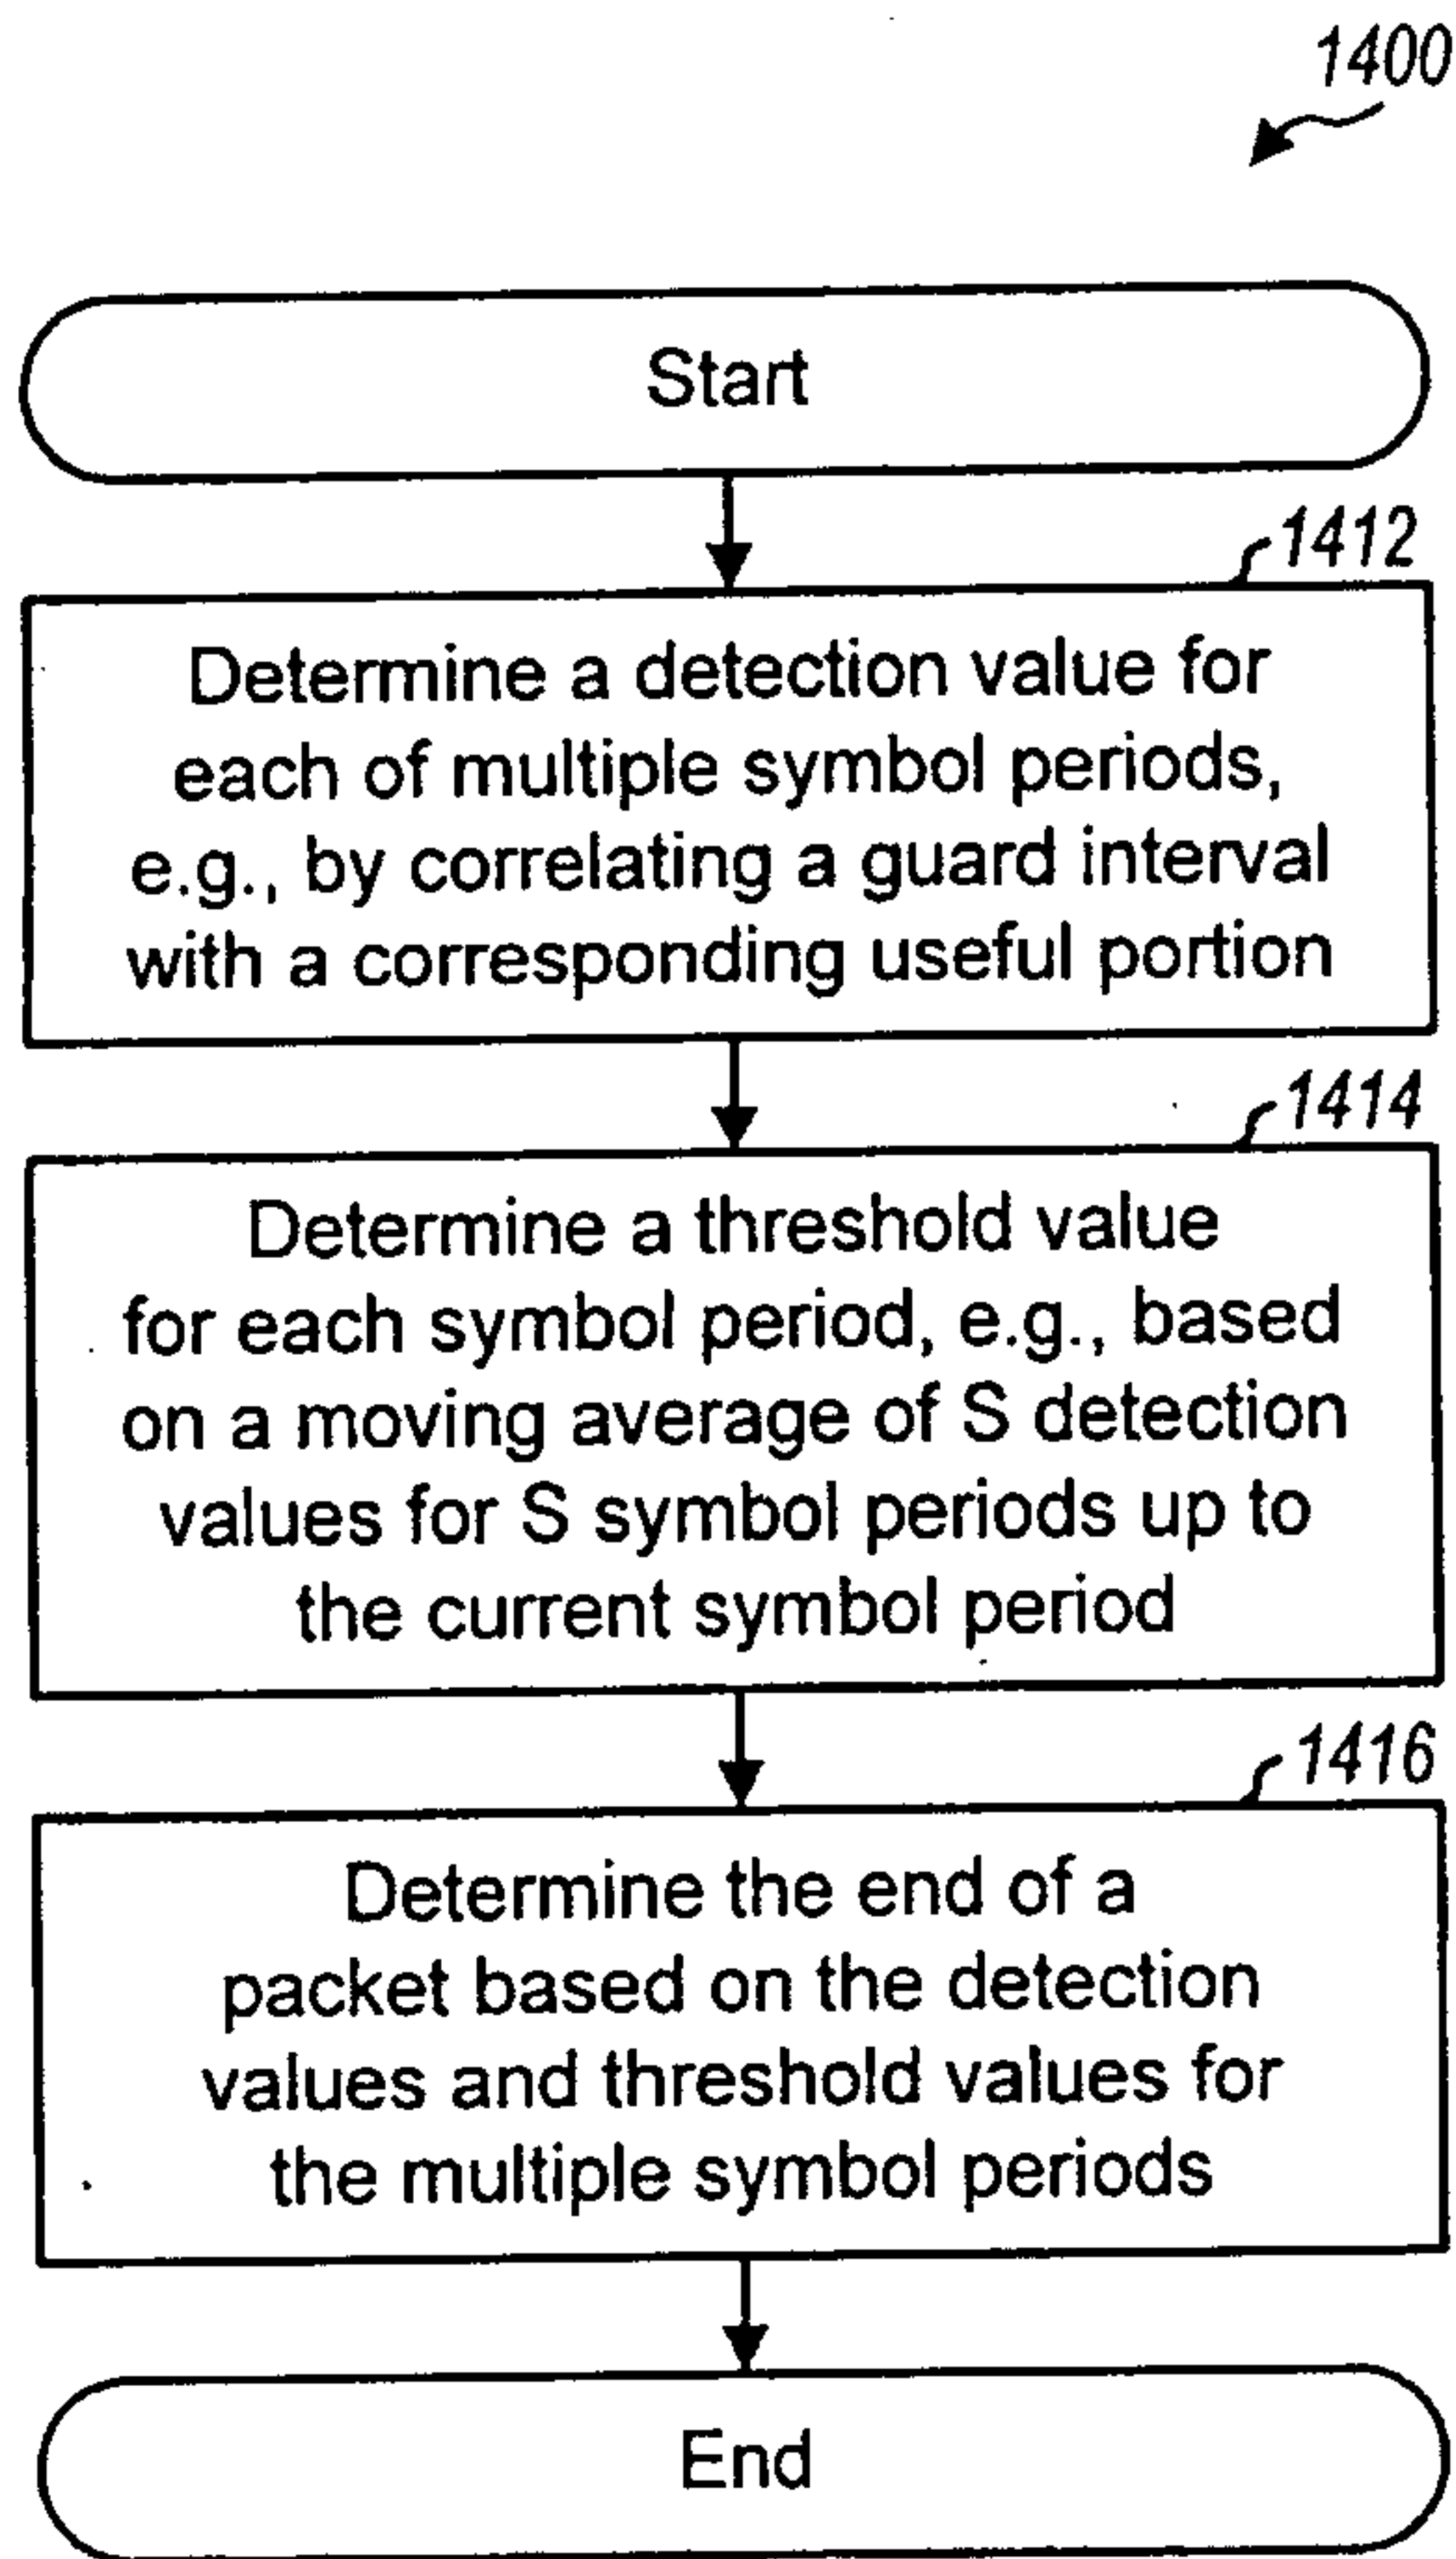 1400
Start
1412
Determine a detection value for
each of multiple symbol periods,
e.g., by correlating a guard interval
with a corresponding useful portion
1414
Determine a threshold value
for each symbol period, e.g., based
on a moving average of S detection
values for S symbol periods up to
the current symbol period
1416
Determine the end of a
packet based on the detection
values and threshold values for
the multiple symbol periods
End